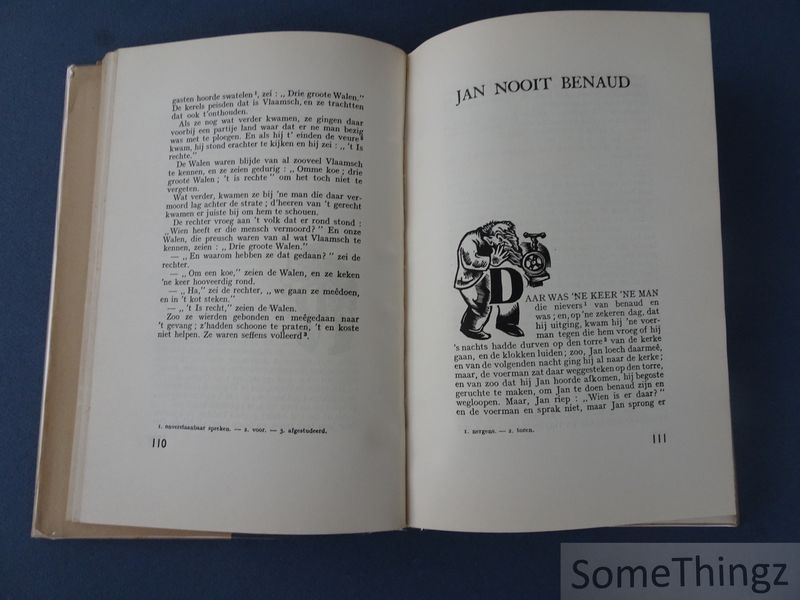 gasten hoorde swatelen¹, zei : „ Drie groote Walen.”
De kerels peisden dat is Vlaamsch, en ze trachtten
dat ook t'onthouden.
Als ze nog wat verder kwamen, ze gingen daar
voorbij een partije land waar dat er ne man bezig
was met te ploegen. En als hij t' einden de veure²
kwam, hij stond erachter te kijken en hij zei : „ 't Is
rechte.”
De Walen waren blijde van al zooveel Vlaamsch
te kennen, en ze zeien gedurig : „ Omme koe ; drie
groote Walen ; 't is rechte ” om het toch niet te
vergeten.
Wat verder, kwamen ze bij 'ne man die daar ver-
moord lag achter de strate ; d'heeren van 't gerecht
kwamen er juiste bij om hem te schouen.
De rechter vroeg aan 't volk dat er rond stond :
„ Wien heeft er die mensch vermoord? ” En onze
Walen, die preusch waren van al wat Vlaamsch te
kennen, zeien : „ Drie groote Walen.”
— „ En waarom hebben ze dat gedaan? ” zei de
rechter.
— „ Om een koe,” zeien de Walen, en ze keken
'ne keer hooveerdig rond.
— „ Ha,” zei de rechter, „ we gaan ze meêdoen,
en in 't kot steken.”
— „ 't Is recht,” zeien de Walen.
Zoo ze wierden gebonden en meêgedaan naar
't gevang ; z'hadden schoone te praten, 't en koste
niet helpen. Ze waren seffens volleerd³.
1. onverstaanbaar spreken. — 2. voor. — 3. afgestudeerd.
110
JAN NOOIT BENAUD
DAAR WAS 'NE KEER 'NE MAN
die nievers¹ van benaud en
was ; en, op 'ne zekeren dag, dat
hij uitging, kwam hij 'ne voer-
man tegen die hem vroeg of hij
's nachts hadde durven op den torre² van de kerke
gaan, en de klokken luiden ; zoo, Jan loech daarmeê,
en van de volgenden nacht ging hij al naar de kerke ;
maar, de voerman zat daar weggesteken op den torre,
en van zoo dat hij Jan hoorde afkomen, hij begoste
geruchte te maken, om Jan te doen benaud zijn en
wegloopen. Maar, Jan riep : „ Wien is er daar? ”
en de voerman en sprak niet, maar Jan sprong er
1. nergens. — 2. toren.
111
SomeThingz